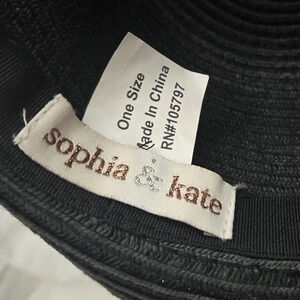 One Size
Made In China
RN#105797
sophia & kate